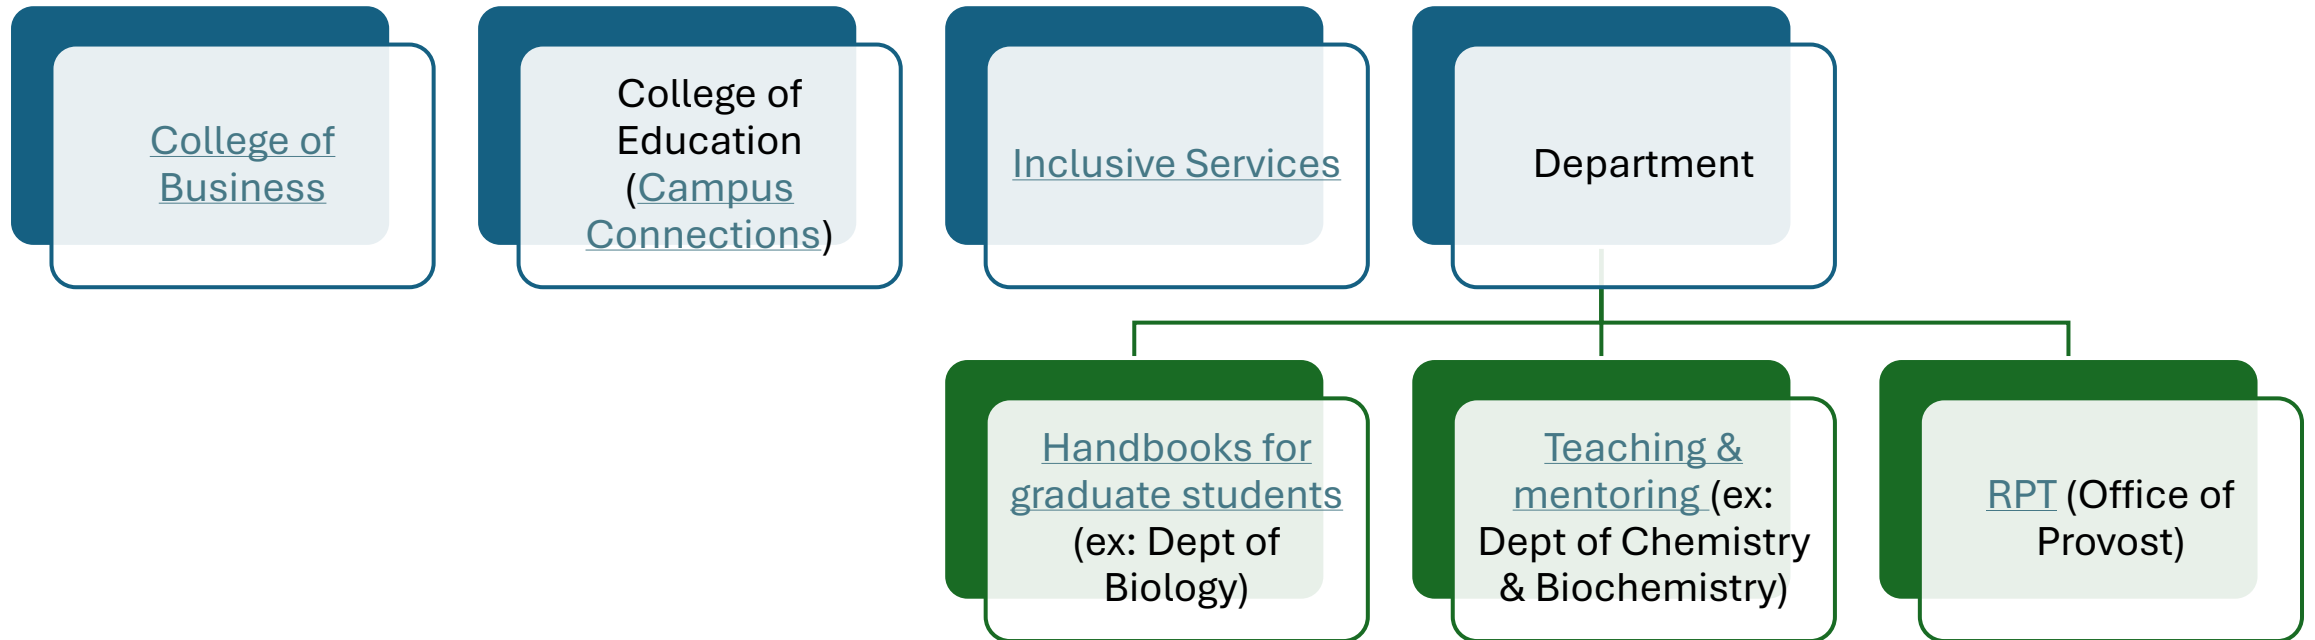 College of
Business
College of
Education
(Campus
Connections)
Inclusive Services
Department
Handbooks for
graduate students
(ex: Dept of
Biology)
Teaching &
mentoring (ex:
Dept of Chemistry
& Biochemistry)
RPT (Office of
Provost)